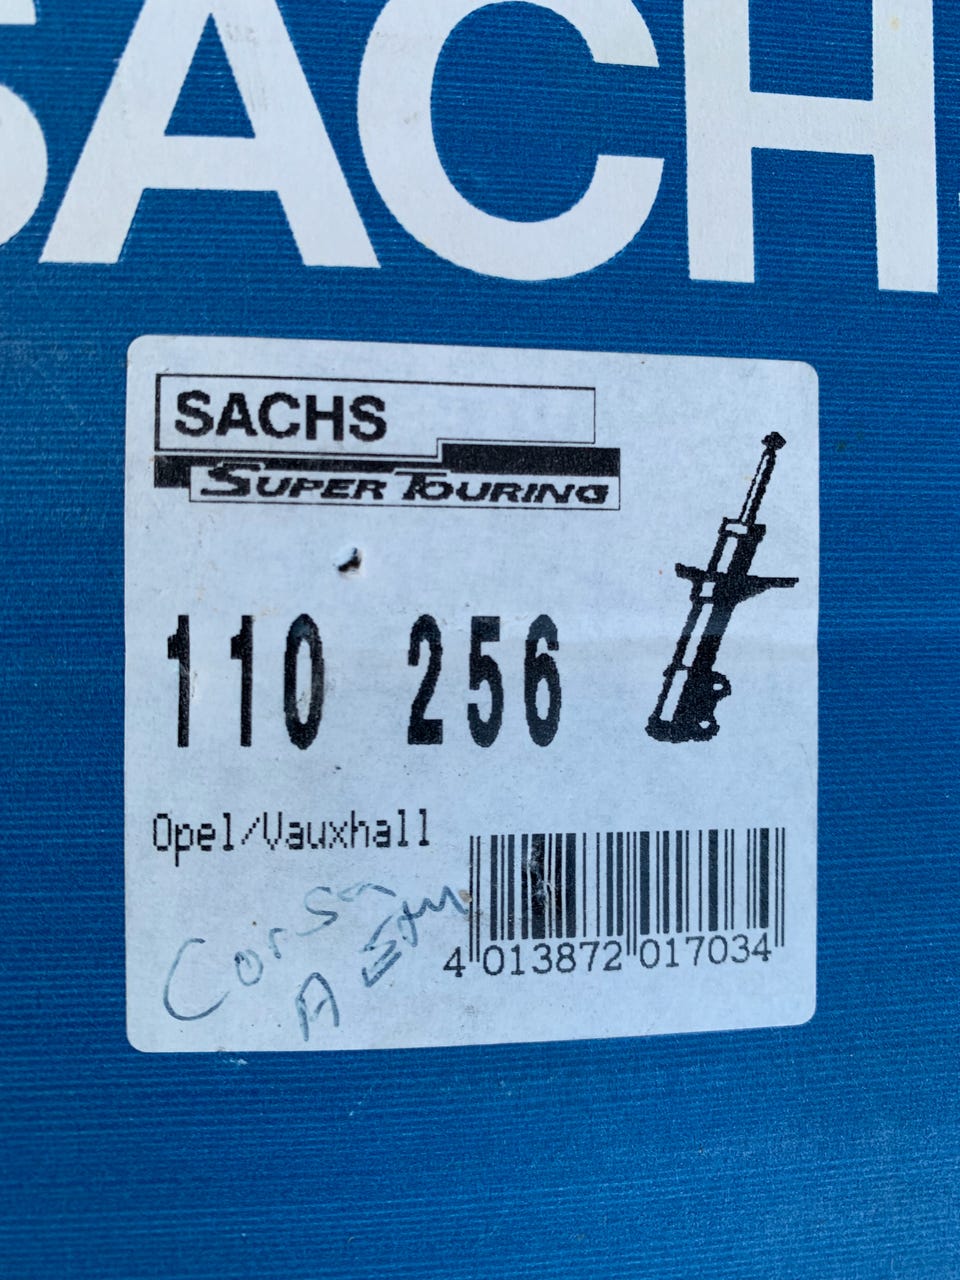 SACHS
SACHS
SUPER TOURING
110 256
Opel/Vauxhall
Corsa
A
4 013872 017034